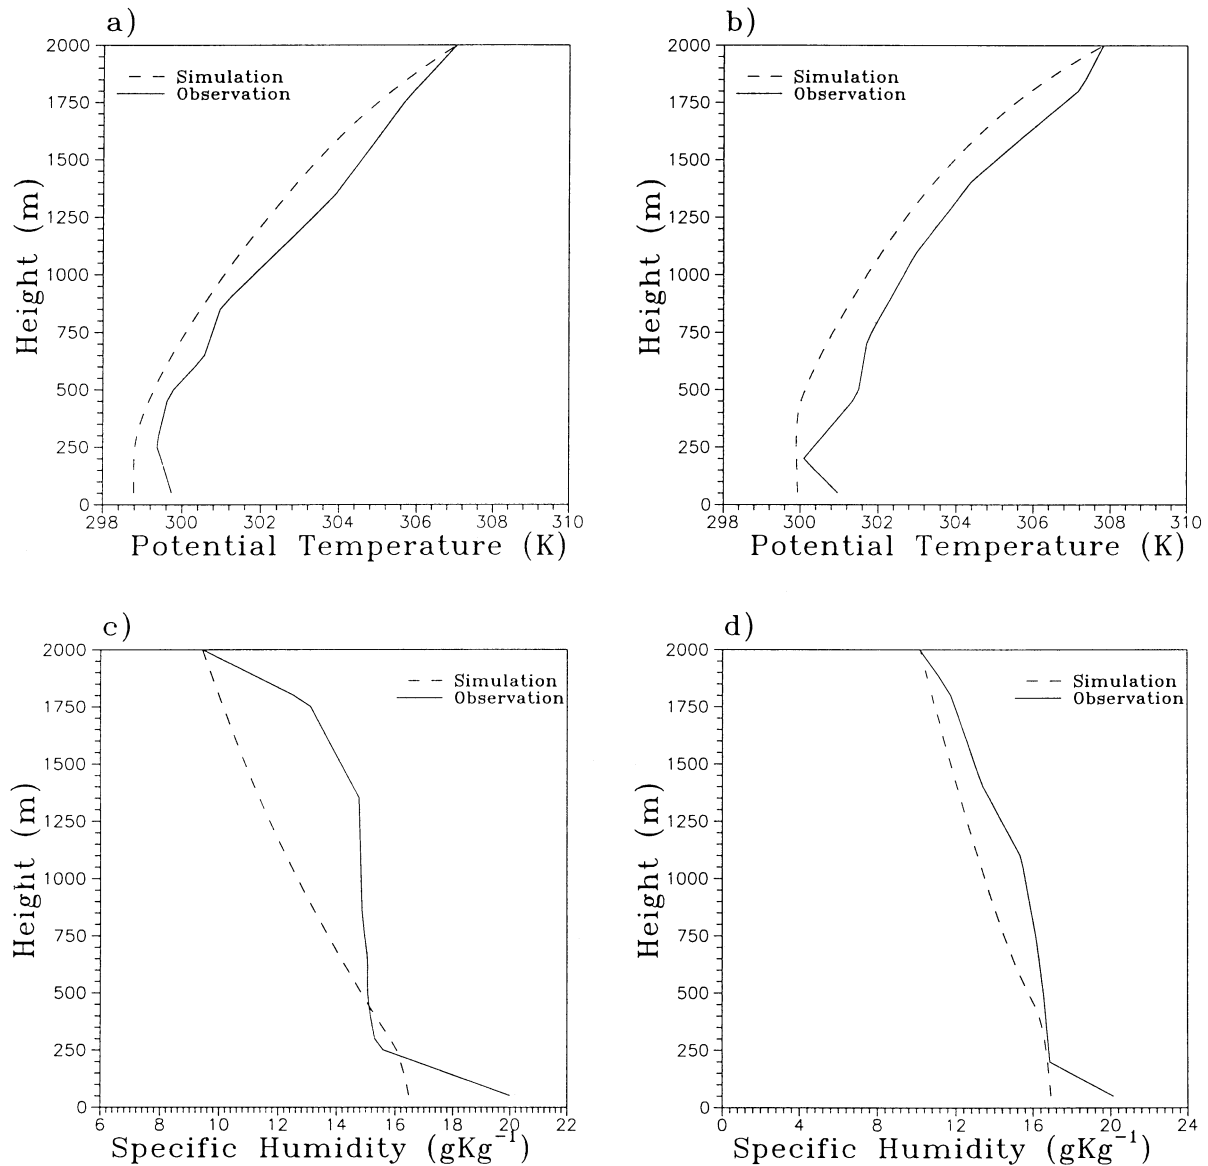 a)
2000
1750
1500
1250
1000
750
500
250
0
Height (m)
Simulation
Observation
298 300 302 304 306 308 310
Potential Temperature (K)
b)
2000
1750
1500
1250
1000
750
500
250
0
Height (m)
Simulation
Observation
298 300 302 304 306 308 310
Potential Temperature (K)
c)
2000
1750
1500
1250
1000
750
500
250
0
Height (m)
Simulation
Observation
6 8 10 12 14 16 18 20 22
Specific Humidity (gKg⁻¹)
d)
2000
1750
1500
1250
1000
750
500
250
0
Height (m)
Simulation
Observation
0 4 8 12 16 20 24
Specific Humidity (gKg⁻¹)